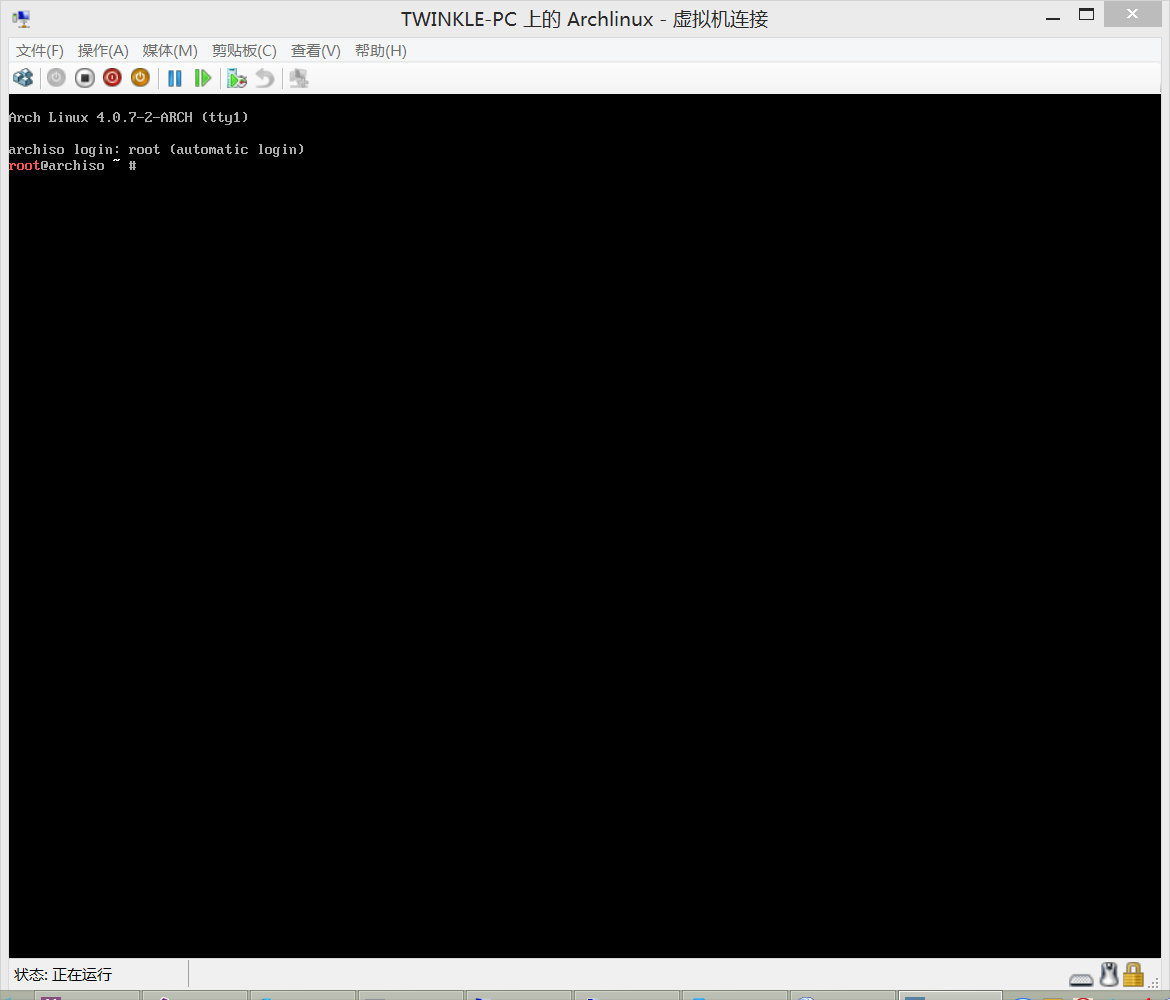 TWINKLE-PC 上的 Archlinux - 虚拟机连接
文件(F) 操作(A) 媒体(M) 剪贴板(C) 查看(V) 帮助(H)
Arch Linux 4.0.7-2-ARCH (tty1)
archiso login: root (automatic login)
root@archiso ~ #
状态: 正在运行